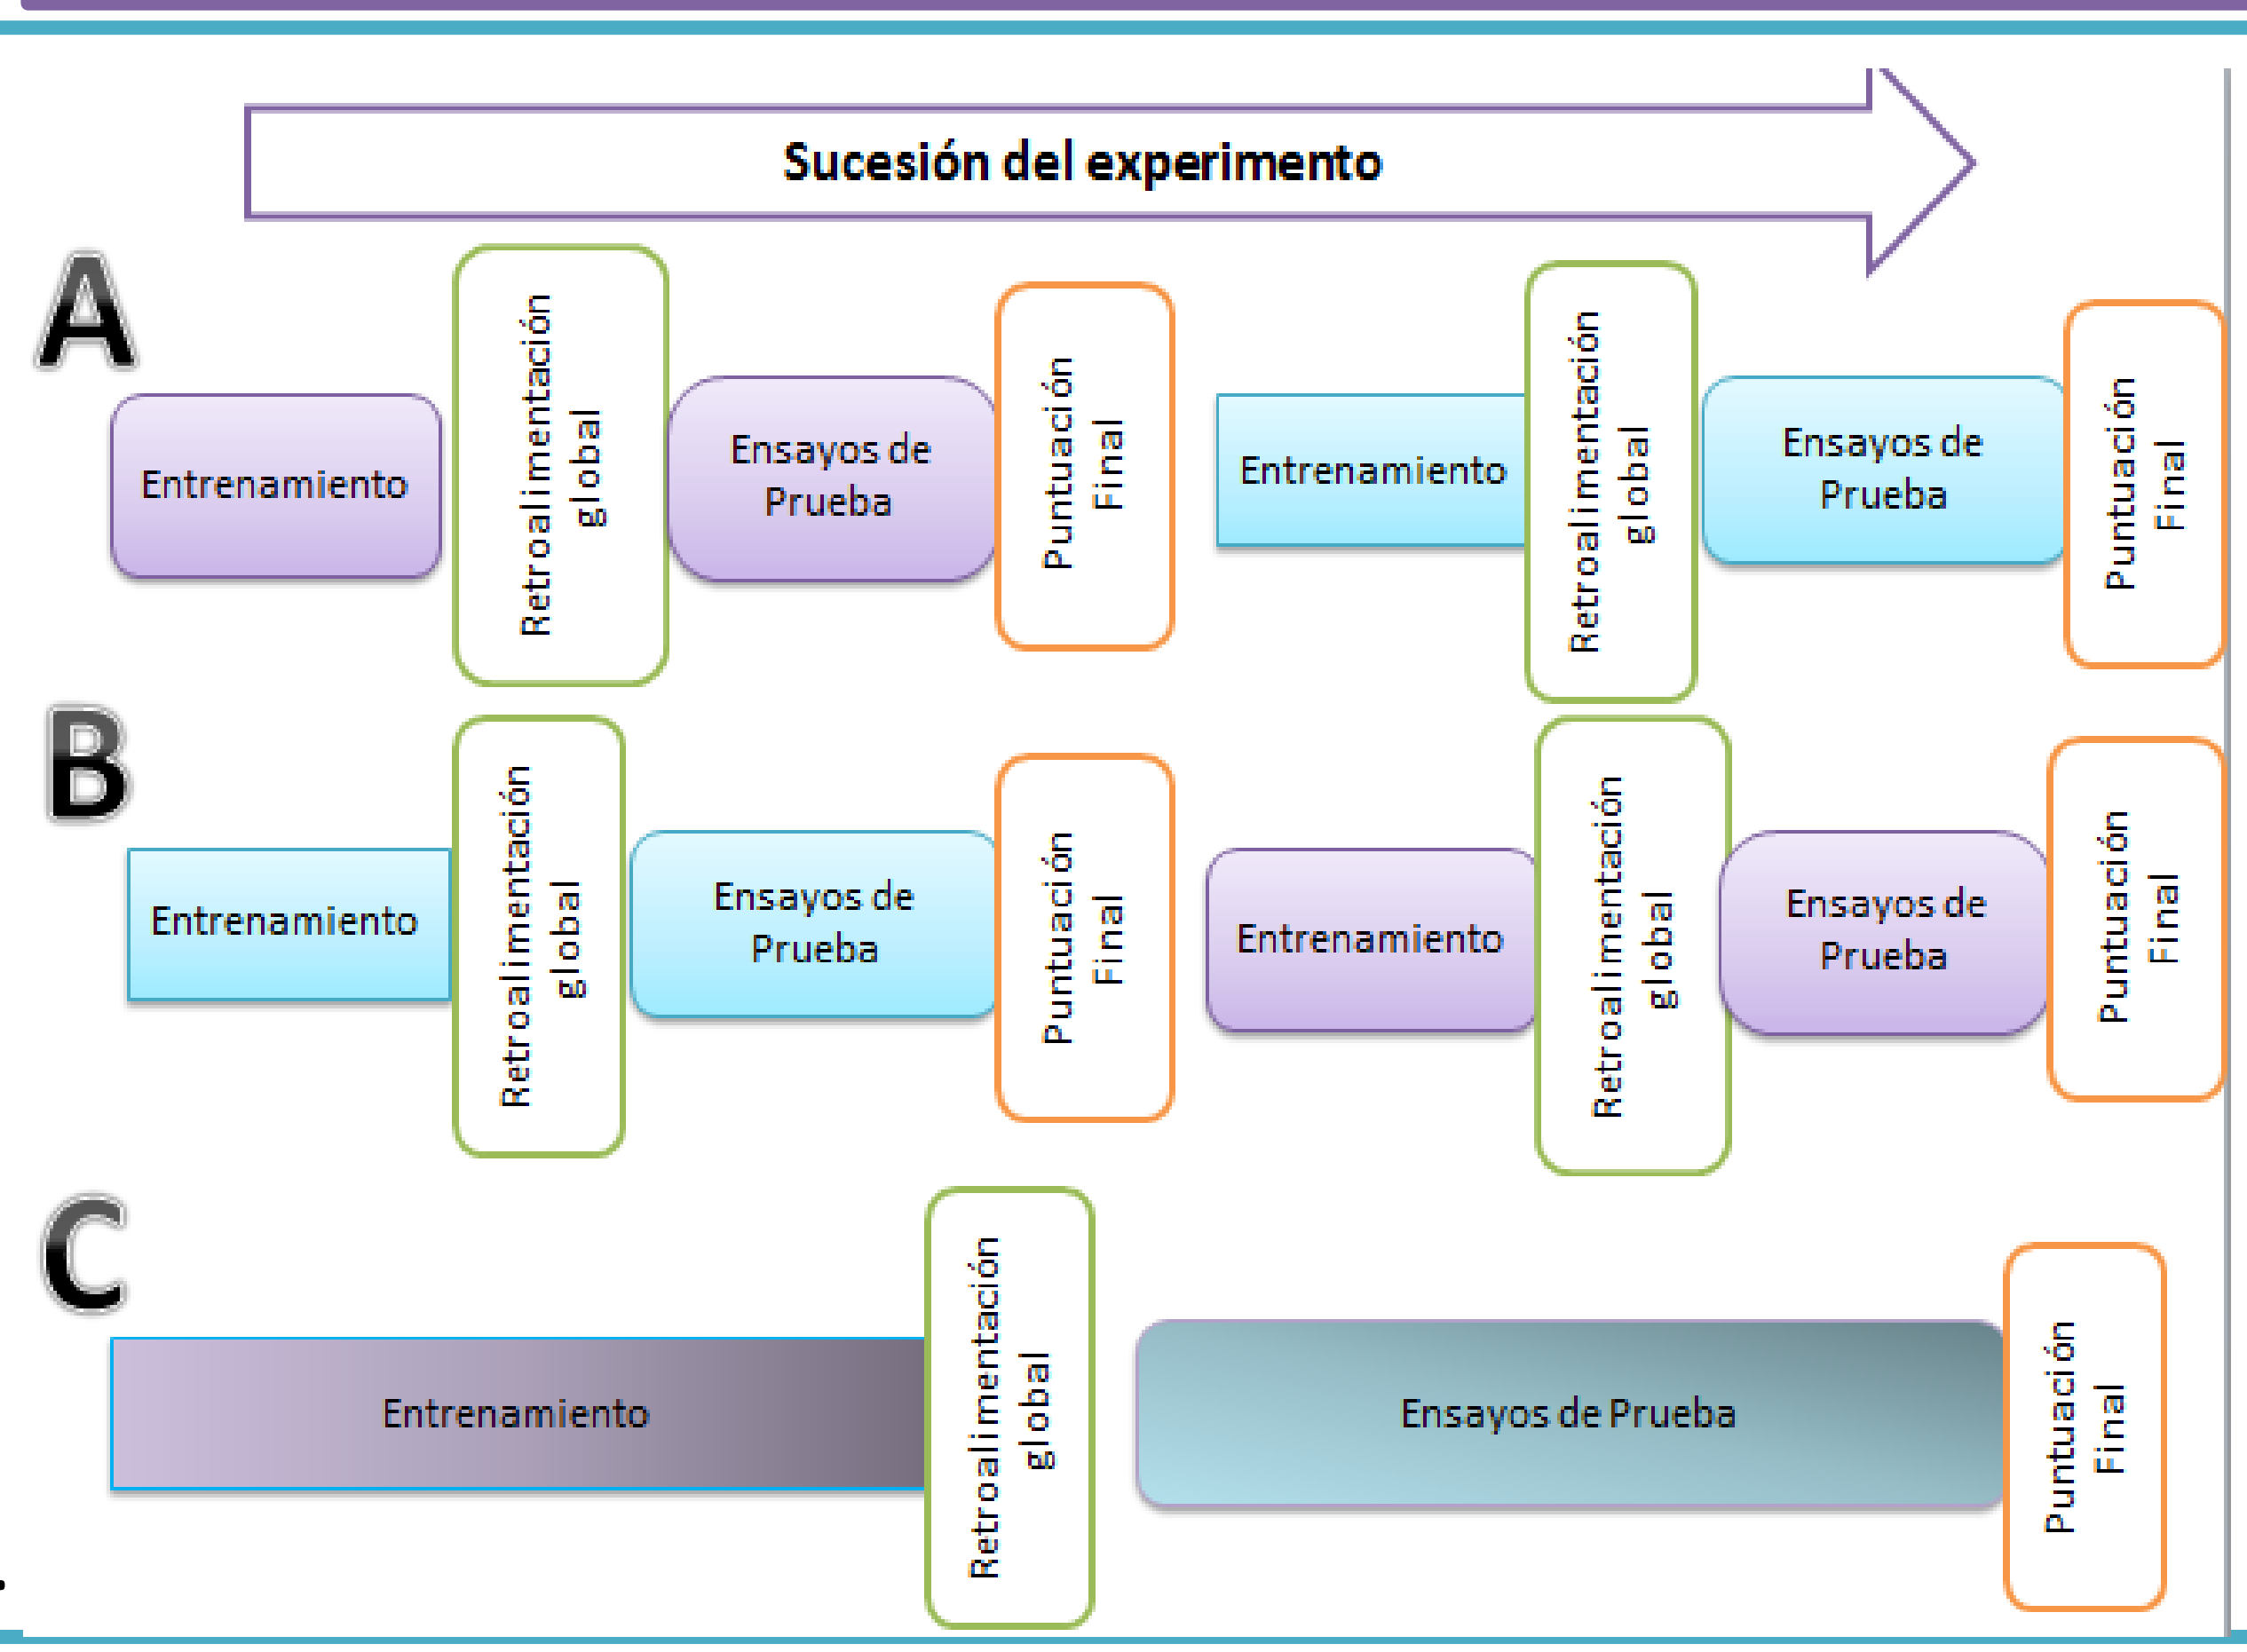 Sucesión del experimento
A
Entrenamiento
Retroalimentación
global
Ensayos de
Prueba
Puntuación
Final
Entrenamiento
Retroalimentación
global
Ensayos de
Prueba
Puntuación
Final
B
Entrenamiento
Retroalimentación
global
Ensayos de
Prueba
Puntuación
Final
Entrenamiento
Retroalimentación
global
Ensayos de
Prueba
Puntuación
Final
C
Entrenamiento
Retroalimentación
global
Ensayos de Prueba
Puntuación
Final
.